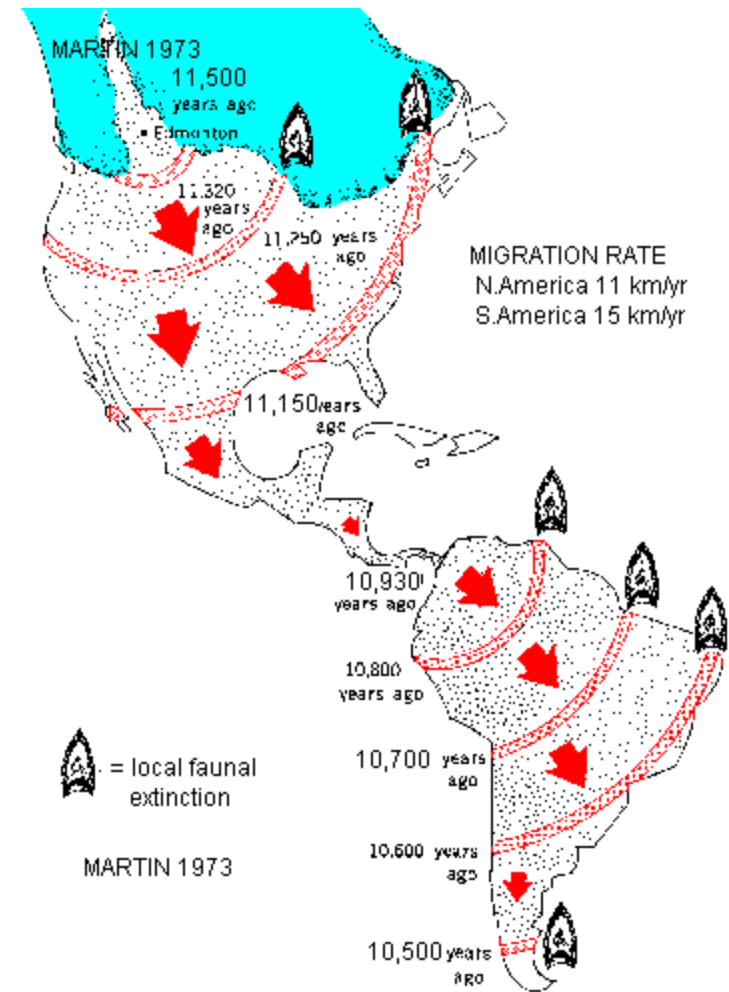 MARTIN 1973
11,500
years ago
Edmonton
11,320
years
ago
11,250 years
ago
MIGRATION RATE
N.America 11 km/yr
S.America 15 km/yr
11,150 years
ago
10,930
years ago
10,800
years ago
10,700 years
ago
= local faunal
extinction
10,600 years
ago
MARTIN 1973
10,500 years
ago